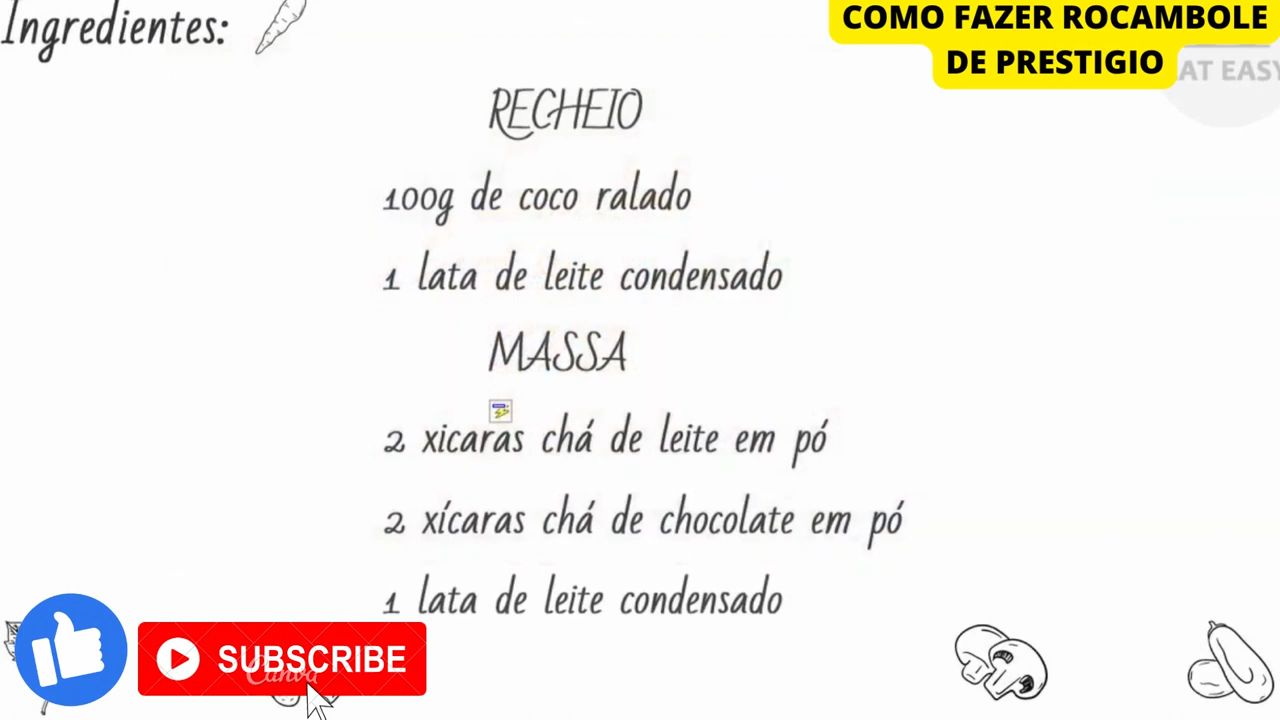 Ingredientes:
COMO FAZER ROCAMBOLE
DE PRESTIGIO
AT EASY
RECHEIO
100g de coco ralado
1 lata de leite condensado
MASSA
2 xicaras chá de leite em pó
2 xícaras chá de chocolate em pó
1 lata de leite condensado
SUBSCRIBE
Canva